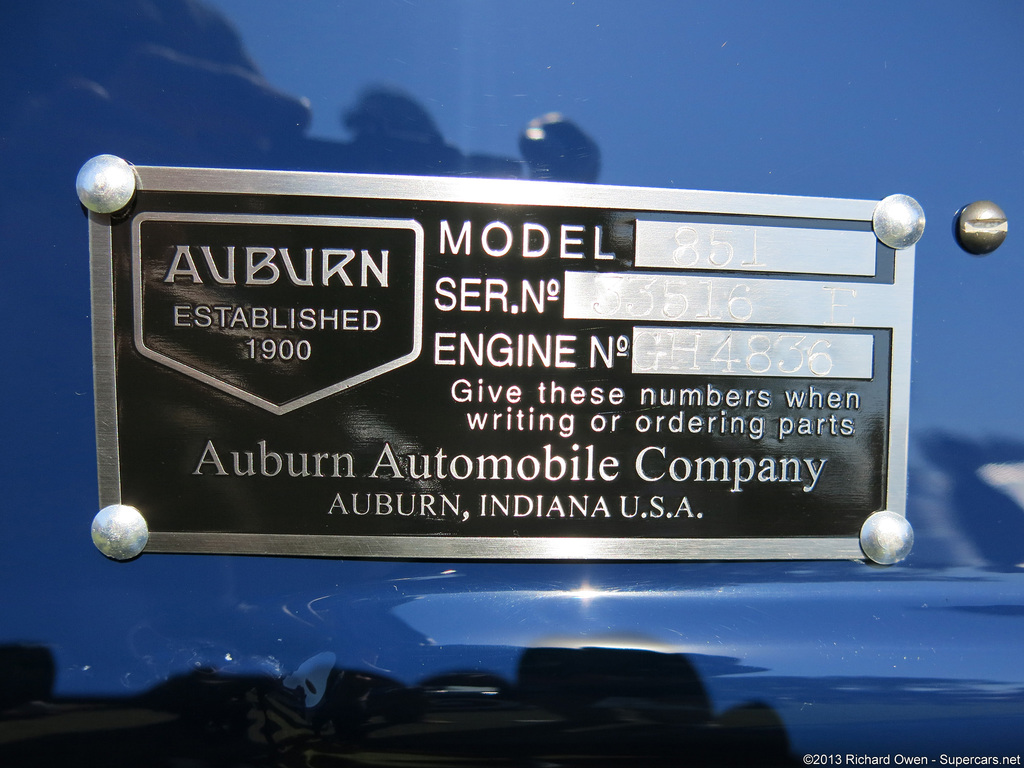 AUBURN
ESTABLISHED
1900
MODEL 851
SER.Nº 33516 E
ENGINE Nº GH4836
Give these numbers when
writing or ordering parts
Auburn Automobile Company
AUBURN, INDIANA U.S.A.
©2013 Richard Owen - Supercars.net